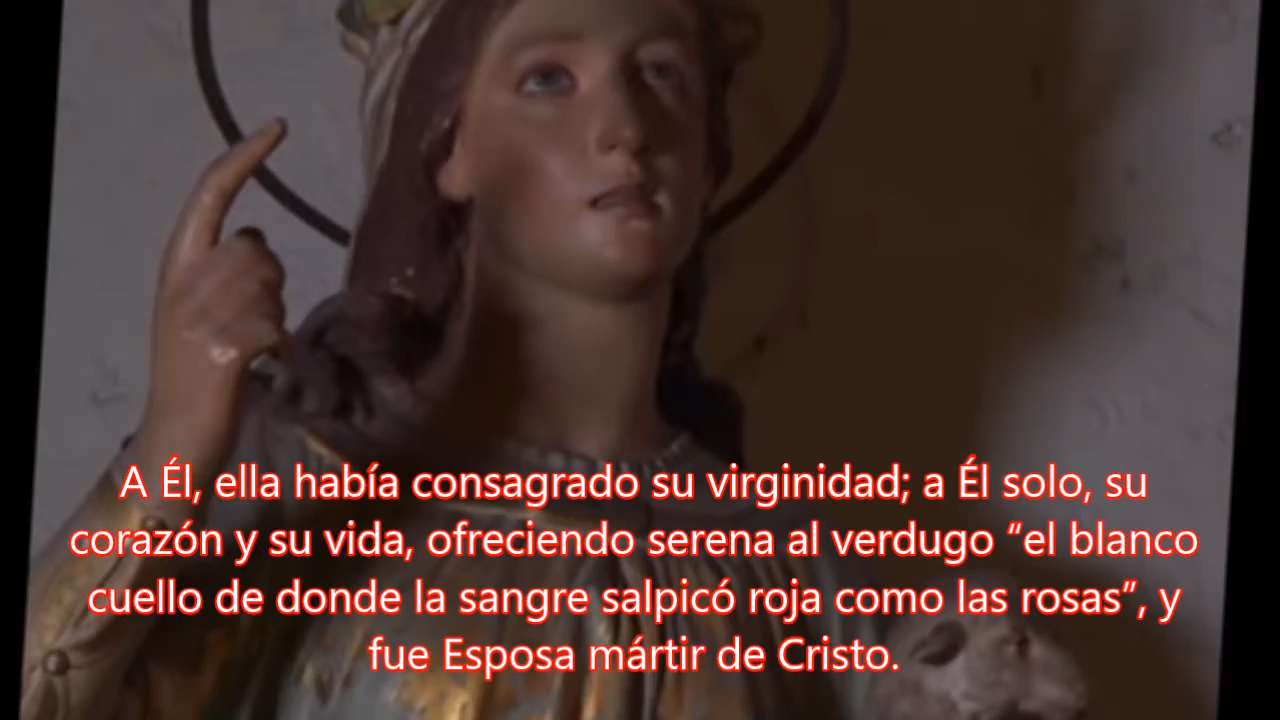 A Él, ella había consagrado su virginidad; a Él solo, su
corazón y su vida, ofreciendo serena al verdugo “el blanco
cuello de donde la sangre salpicó roja como las rosas”, y
fue Esposa mártir de Cristo.